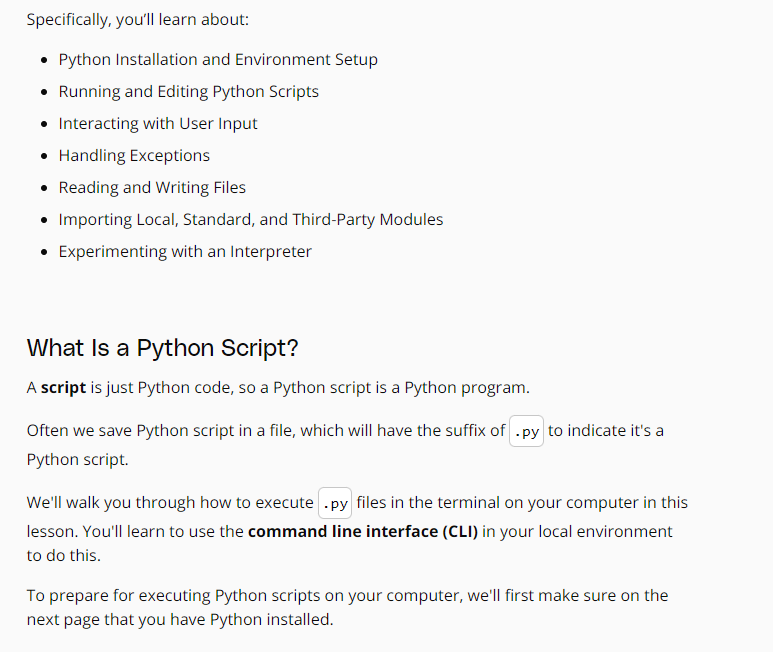 Specifically, you’ll learn about:
• Python Installation and Environment Setup
• Running and Editing Python Scripts
• Interacting with User Input
• Handling Exceptions
• Reading and Writing Files
• Importing Local, Standard, and Third-Party Modules
• Experimenting with an Interpreter
What Is a Python Script?
A script is just Python code, so a Python script is a Python program.
Often we save Python script in a file, which will have the suffix of .py to indicate it's a
Python script.
We'll walk you through how to execute .py files in the terminal on your computer in this
lesson. You'll learn to use the command line interface (CLI) in your local environment
to do this.
To prepare for executing Python scripts on your computer, we'll first make sure on the
next page that you have Python installed.